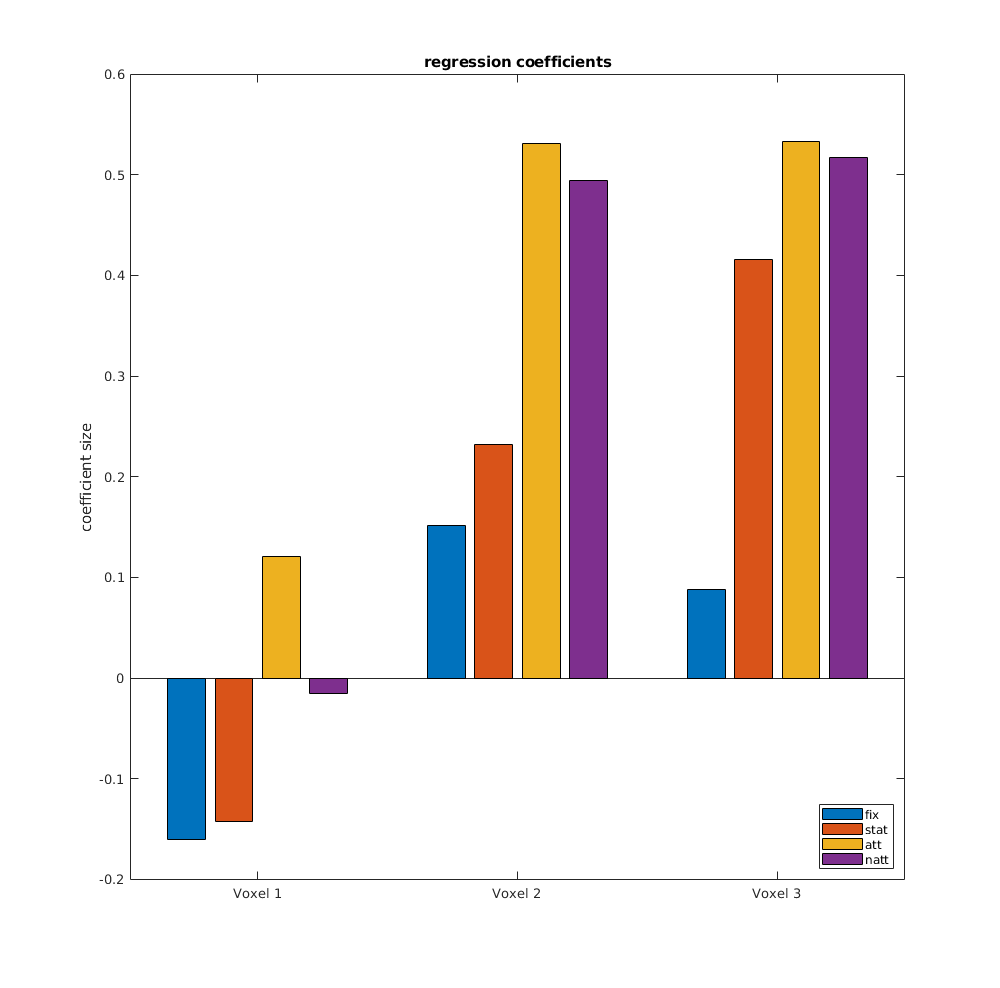 regression coefficients
0.6
0.5
0.4
0.3
0.2
0.1
0
-0.1
-0.2
coefficient size
Voxel 1
Voxel 2
Voxel 3
fix
stat
att
natt